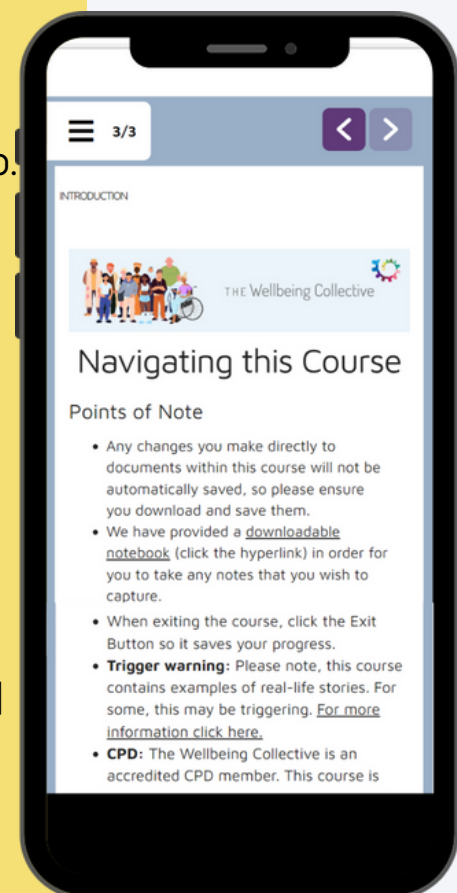 3/3
INTRODUCTION
THE Wellbeing Collective
Navigating this Course
Points of Note
• Any changes you make directly to
documents within this course will not be
automatically saved, so please ensure
you download and save them.
• We have provided a downloadable
notebook (click the hyperlink) in order for
you to take any notes that you wish to
capture.
• When exiting the course, click the Exit
Button so it saves your progress.
• Trigger warning: Please note, this course
contains examples of real-life stories. For
some, this may be triggering. For more
information click here.
• CPD: The Wellbeing Collective is an
accredited CPD member. This course is